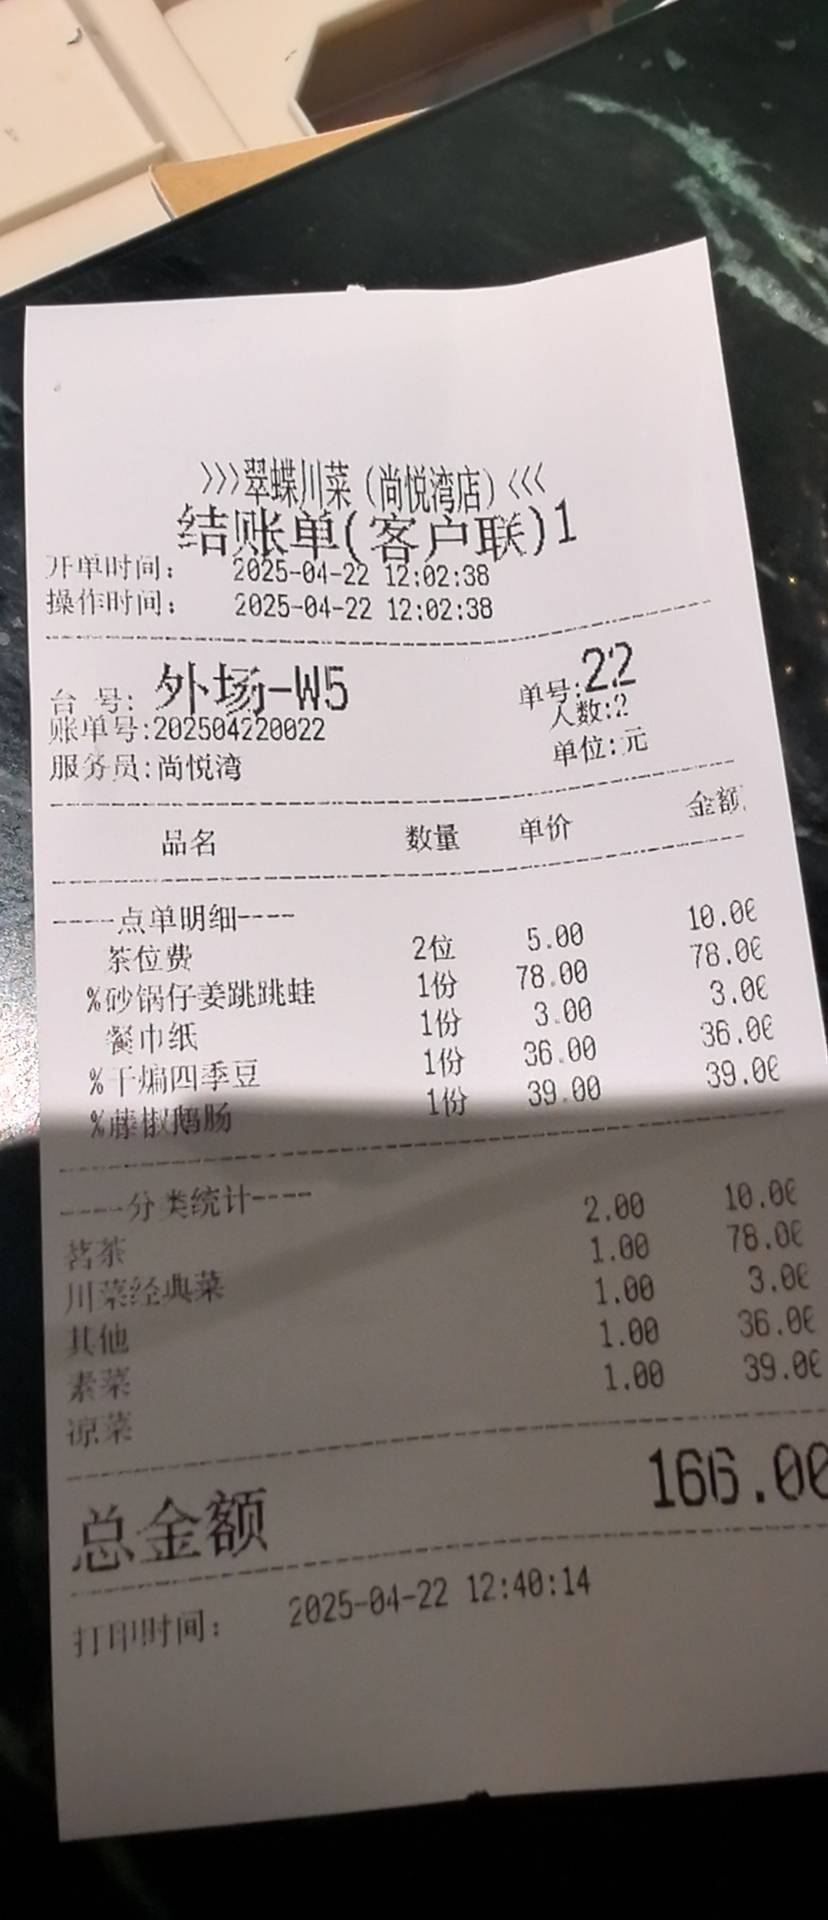 >>>翠蝶川菜(尚悦湾店)<<<
结账单(客户联)1
开单时间： 2025-04-22 12:02:38
操作时间： 2025-04-22 12:02:38
台 号: 外场-W5 单号:22
账单号:202504220022 人数:2
服务员:尚悦湾 单位:元
品名 数量 单价 金额
----点单明细----
茶位费 2位 5.00 10.00
%砂锅仔姜跳跳蛙 1份 78.00 78.00
餐巾纸 1份 3.00 3.00
%干煸四季豆 1份 36.00 36.00
%藤椒鹅肠 1份 39.00 39.00
----分类统计----
茗茶 2.00 10.00
川菜经典菜 1.00 78.00
其他 1.00 3.00
素菜 1.00 36.00
凉菜 1.00 39.00
总金额 166.00
打印时间： 2025-04-22 12:40:14